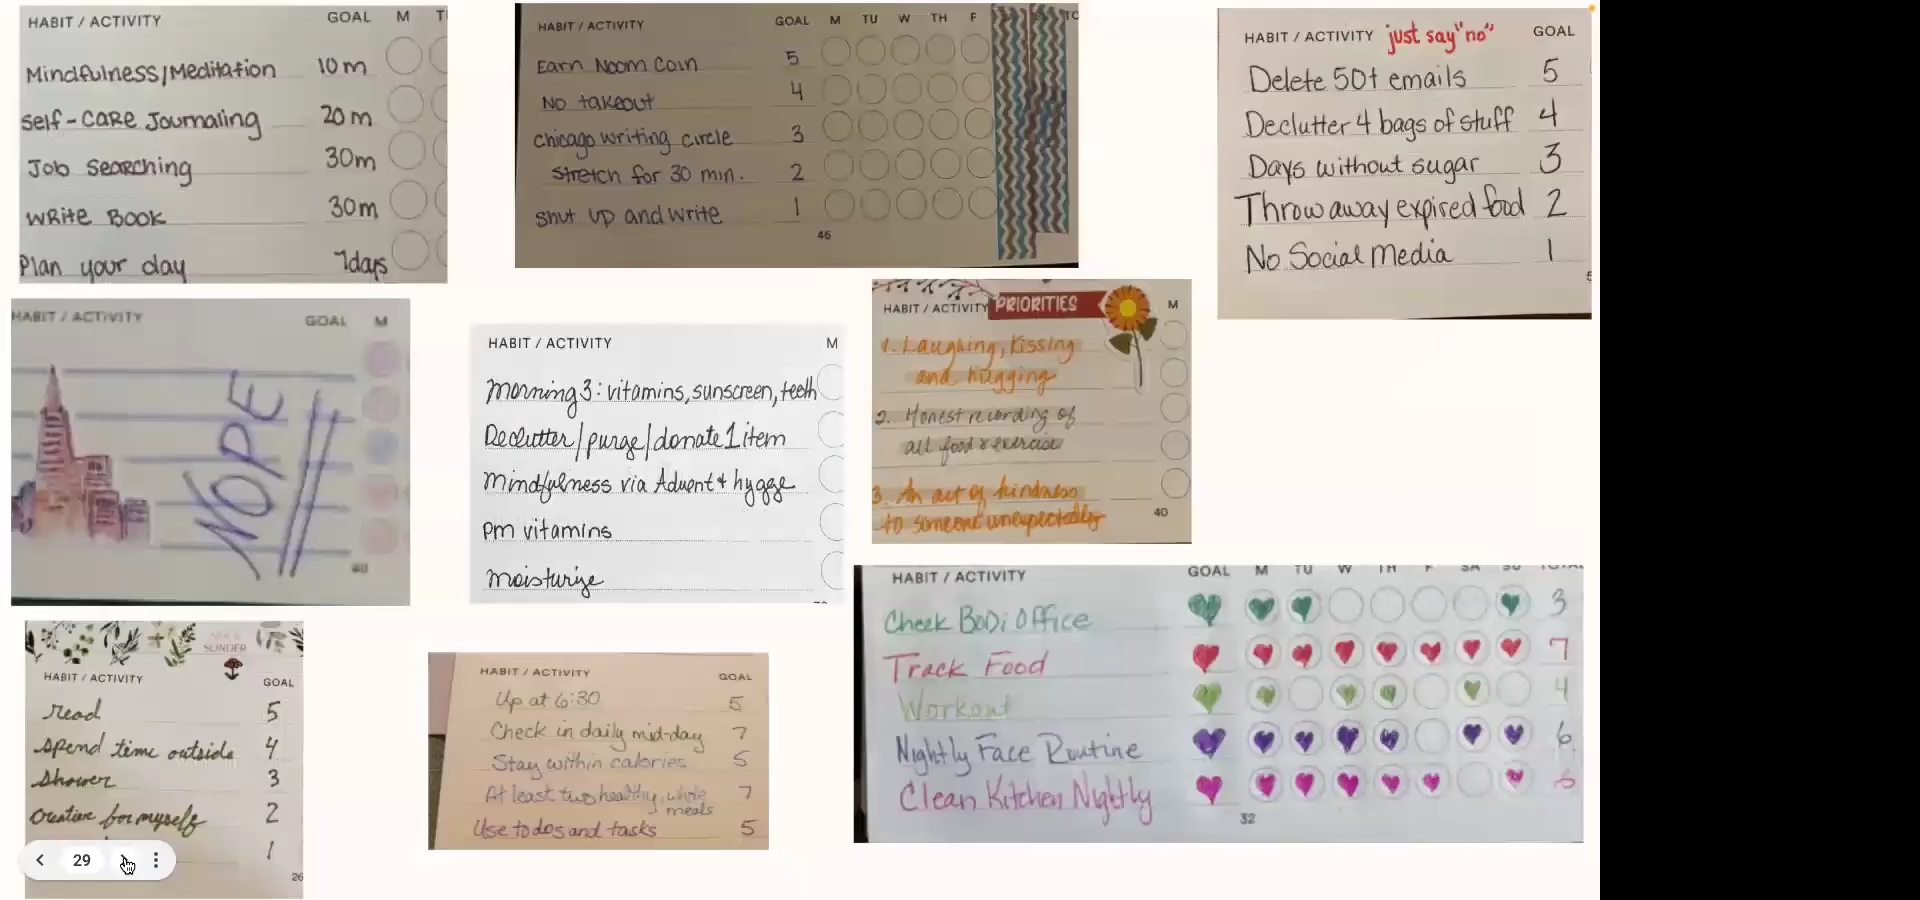 HABIT / ACTIVITY GOAL M
Mindfulness/Meditation 10m
Self-Care Journaling 20m
Job Searching 30m
Write Book 30m
Plan your day 7days
HABIT / ACTIVITY GOAL M TU W TH F
Earn Noom Coin 5
No takeout 4
Chicago writing circle 3
Stretch for 30 min. 2
Shut up and write 1
46
HABIT / ACTIVITY just say "no" GOAL
Delete 50+ emails 5
Declutter 4 bags of stuff 4
Days without sugar 3
Throw away expired food 2
No Social Media 1
HABIT / ACTIVITY GOAL M
NOPE
HABIT / ACTIVITY M
Morning 3: vitamins, sunscreen, teeth
Declutter/purge/donate 1 item
Mindfulness via Advent & hygge
pm vitamins
Moisturize
HABIT / ACTIVITY PRIORITIES M
1. Laughing, kissing
and hugging
2. Honest recording of
all food & exercise
3. An act of kindness
to someone unexpectedly
40
SUNDER
HABIT / ACTIVITY GOAL
read 5
spend time outside 4
shower 3
creative for myself 2
1
26
29
HABIT / ACTIVITY GOAL
Up at 6:30 5
Check in daily mid-day 7
Stay within calories 5
At least two healthy, whole 7
meals
Use to dos and tasks 5
HABIT / ACTIVITY GOAL M TU W TH F SA SU TOTAL
Check BODi Office 3
Track Food 7
Workout 4
Nightly Face Routine 6
Clean Kitchen Nightly 6
32